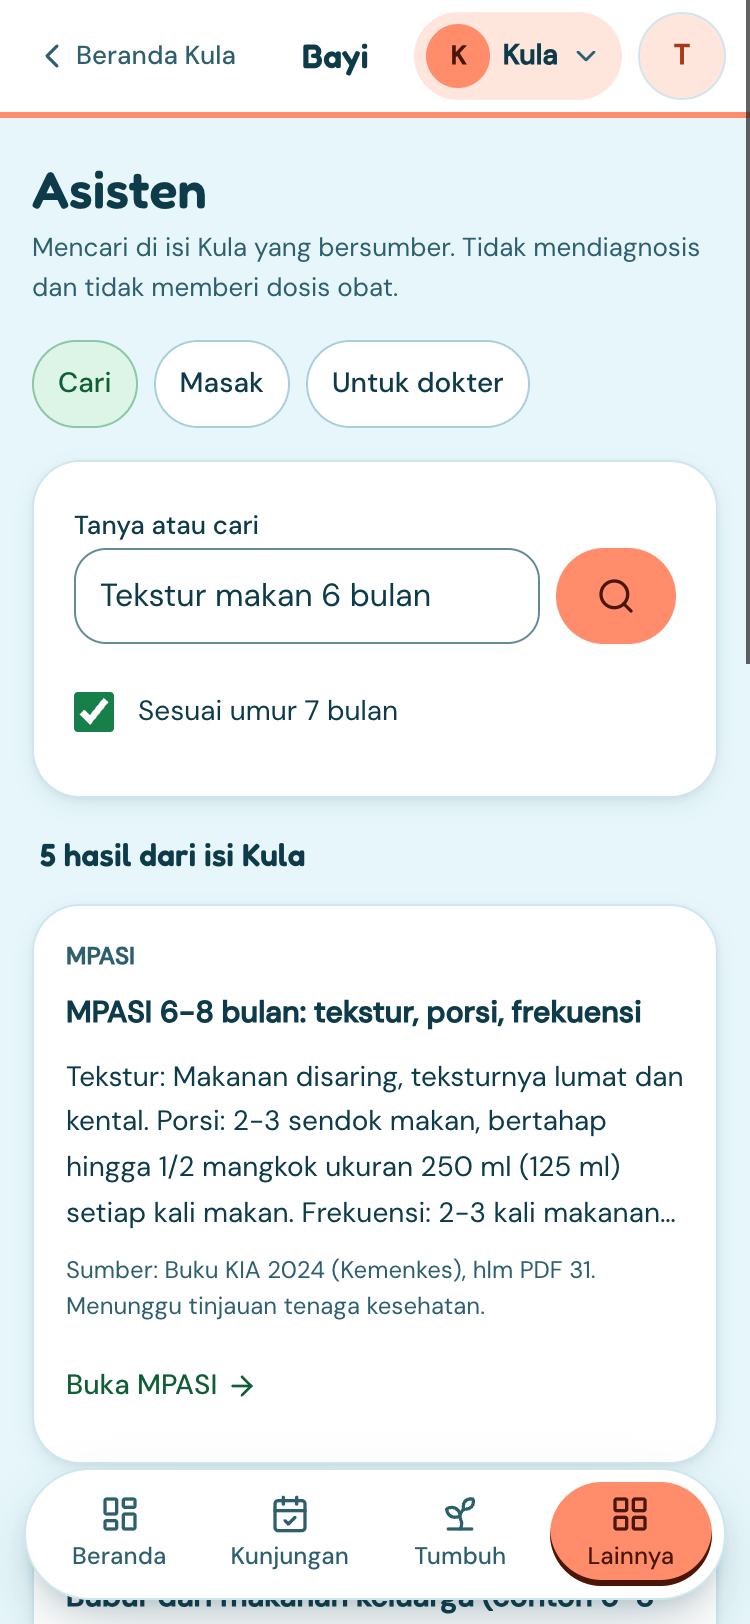 Beranda Kula
Bayi
K
Kula
T
Asisten
Mencari di isi Kula yang bersumber. Tidak mendiagnosis
dan tidak memberi dosis obat.
Cari
Masak
Untuk dokter
Tanya atau cari
Tekstur makan 6 bulan
Sesuai umur 7 bulan
5 hasil dari isi Kula
MPASI
MPASI 6–8 bulan: tekstur, porsi, frekuensi
Tekstur: Makanan disaring, teksturnya lumat dan
kental. Porsi: 2–3 sendok makan, bertahap
hingga 1/2 mangkok ukuran 250 ml (125 ml)
setiap kali makan. Frekuensi: 2–3 kali makanan...
Sumber: Buku KIA 2024 (Kemenkes), hlm PDF 31.
Menunggu tinjauan tenaga kesehatan.
Buka MPASI →
Beranda
Kunjungan
Tumbuh
Lainnya
dari makanan keluarga